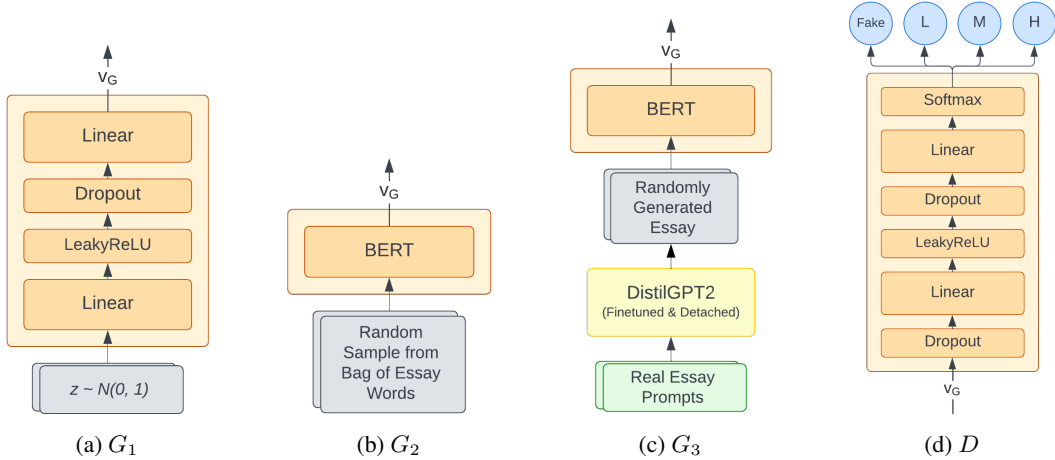 v_G
Linear
Dropout
LeakyReLU
Linear
z ~ N(0, 1)
(a) G_1
v_G
BERT
Random
Sample from
Bag of Essay
Words
(b) G_2
v_G
BERT
Randomly
Generated
Essay
DistilGPT2
(Finetuned & Detached)
Real Essay
Prompts
(c) G_3
Fake L M H
Softmax
Linear
Dropout
LeakyReLU
Linear
Dropout
v_G
(d) D